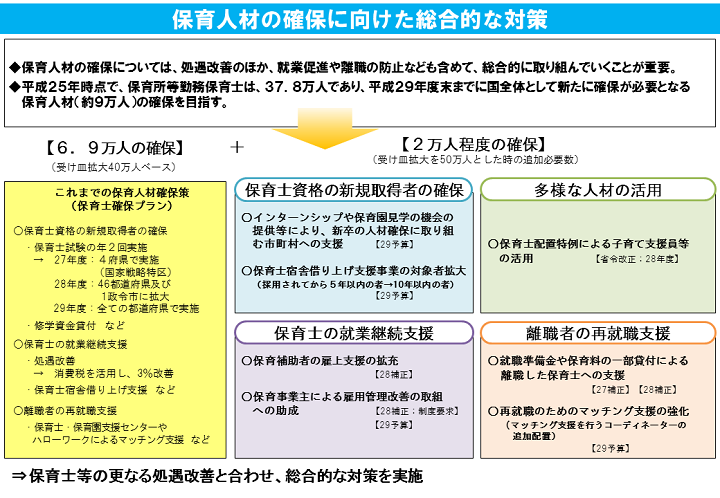 保育人材の確保に向けた総合的な対策
◆保育人材の確保については、処遇改善のほか、就業促進や離職の防止なども含めて、総合的に取り組んでいくことが重要。
◆平成25年時点で、保育所等勤務保育士は、37．8万人であり、平成29年度末までに国全体として新たに確保が必要となる
保育人材（約9万人）の確保を目指す。
【６．９万人の確保】
（受け皿拡大40万人ベース）
＋
【２万人程度の確保】
（受け皿拡大を50万人とした時の追加必要数）
これまでの保育人材確保策
（保育士確保プラン）
〇保育士資格の新規取得者の確保
・保育士試験の年２回実施
→ 27年度：４府県で実施
（国家戦略特区）
28年度：46都道府県及び
1政令市に拡大
29年度：全ての都道府県で実施
・修学資金貸付 など
〇保育士の就業継続支援
・処遇改善
→ 消費税を活用し、3％改善
・保育士宿舎借り上げ支援 など
〇離職者の再就職支援
・保育士・保育園支援センターや
ハローワークによるマッチング支援 など
保育士資格の新規取得者の確保
〇インターンシップや保育園見学の機会の
提供等により、新卒の人材確保に取り組
む市町村への支援 【29予算】
〇保育士宿舎借り上げ支援事業の対象者拡大
（採用されてから５年以内の者→10年以内の者）
【29予算】
多様な人材の活用
〇保育士配置特例による子育て支援員等
の活用 【省令改正：28年度】
保育士の就業継続支援
〇保育補助者の雇上支援の拡充
【28補正】
〇保育事業主による雇用管理改善の取組
への助成 【28補正：制度要求】
【29予算】
離職者の再就職支援
〇就職準備金や保育料の一部貸付による
離職した保育士への支援
【27補正】【28補正】
〇再就職のためのマッチング支援の強化
（マッチング支援を行うコーディネーターの
追加配置）
【29予算】
⇒保育士等の更なる処遇改善と合わせ、総合的な対策を実施